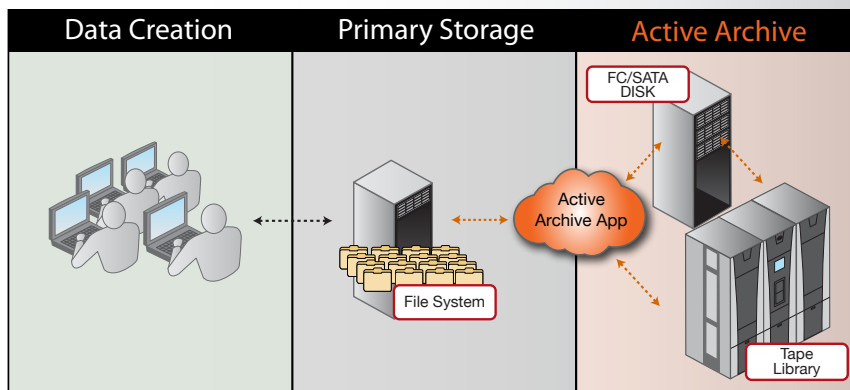 Data Creation
Primary Storage
Active Archive
FC/SATA
DISK
Active
Archive App
File System
Tape
Library